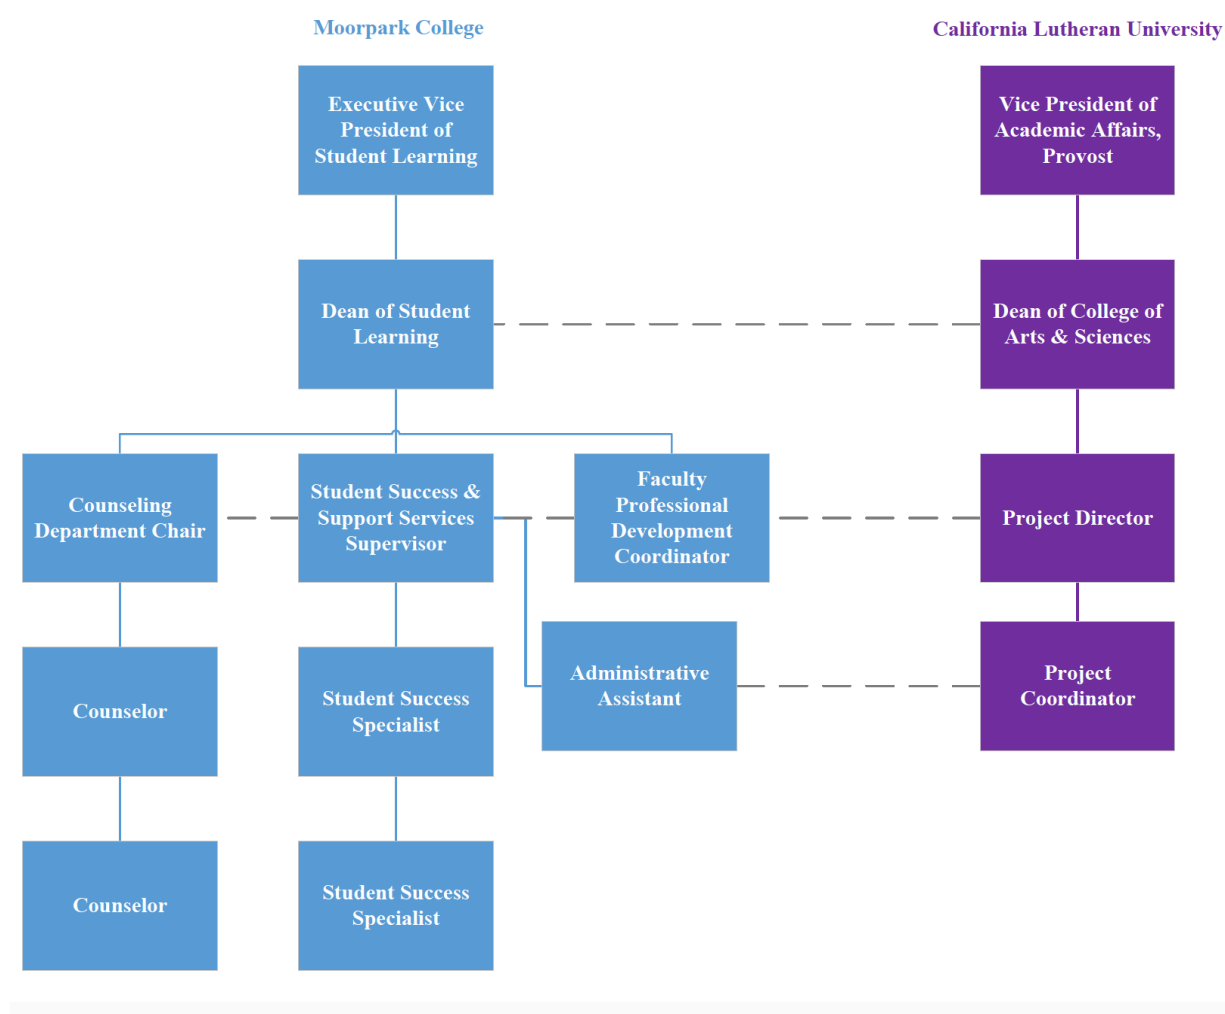 Moorpark College
California Lutheran University
Executive Vice
President of
Student Learning
Vice President of
Academic Affairs,
Provost
Dean of Student
Learning
Dean of College of
Arts & Sciences
Counseling
Department Chair
Student Success &
Support Services
Supervisor
Faculty
Professional
Development
Coordinator
Project Director
Administrative
Assistant
Project
Coordinator
Counselor
Student Success
Specialist
Counselor
Student Success
Specialist